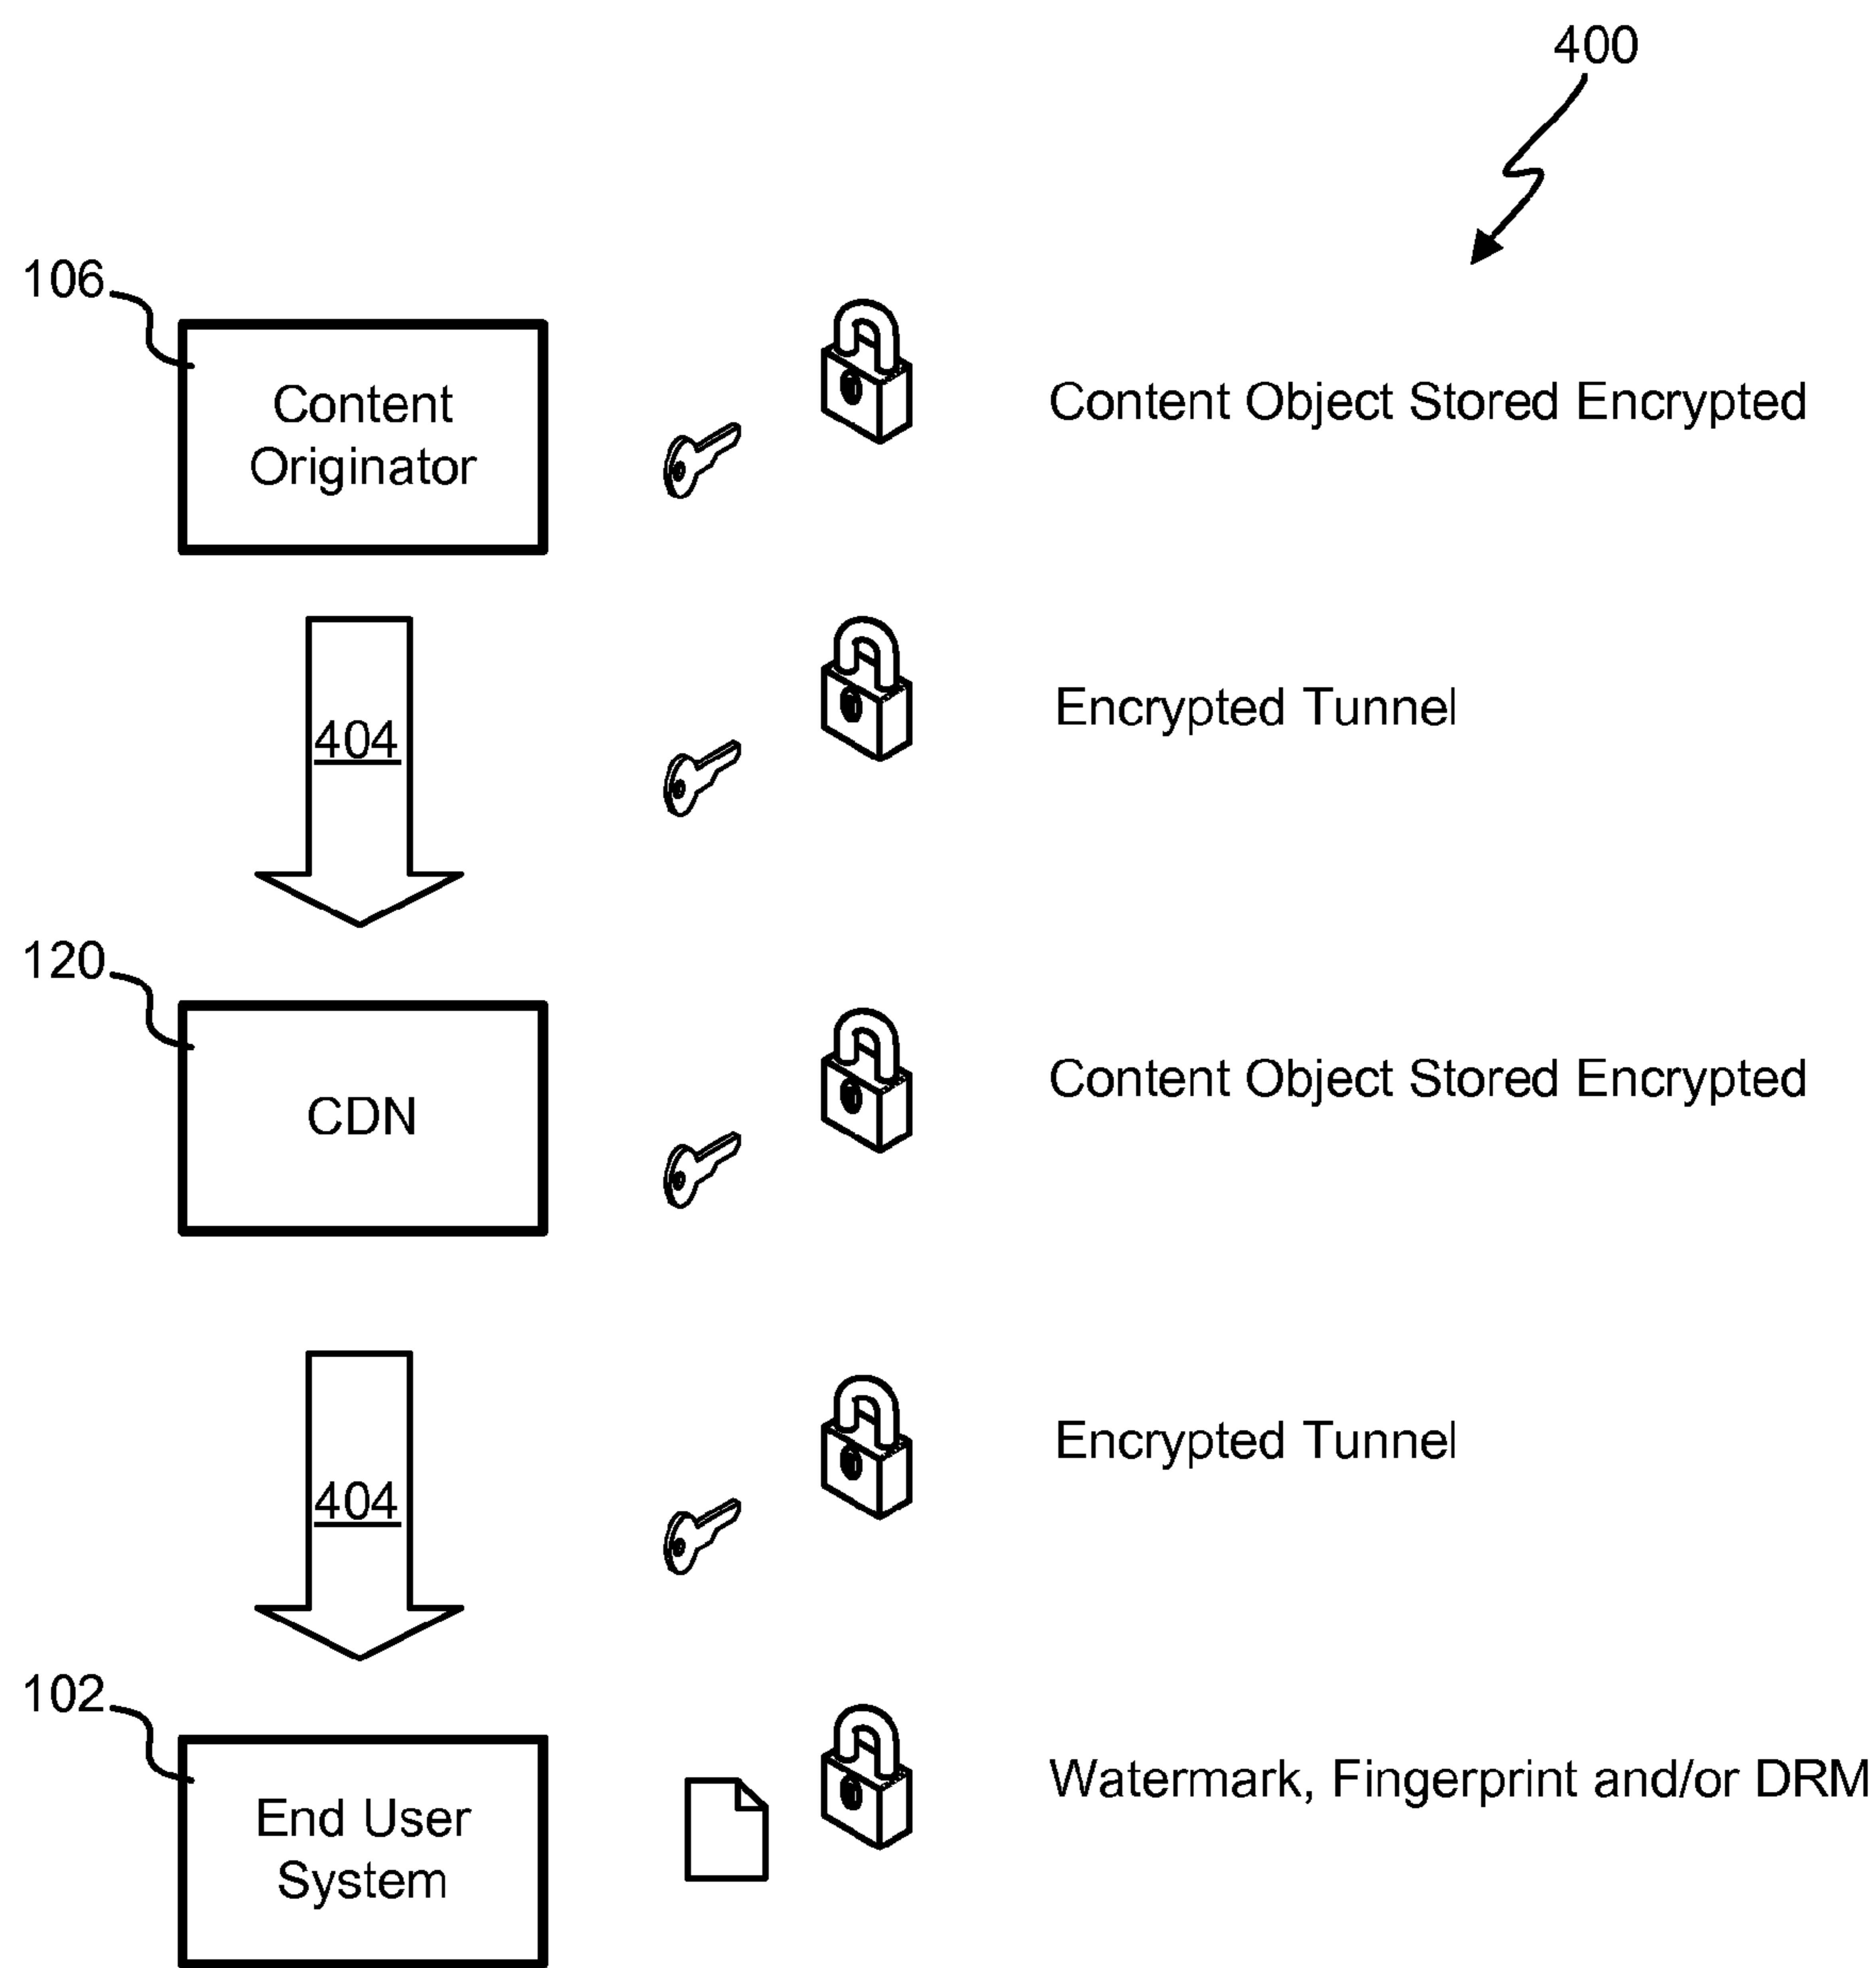 400
106
Content
Originator
Content Object Stored Encrypted
404
Encrypted Tunnel
120
CDN
Content Object Stored Encrypted
404
Encrypted Tunnel
102
End User
System
Watermark, Fingerprint and/or DRM